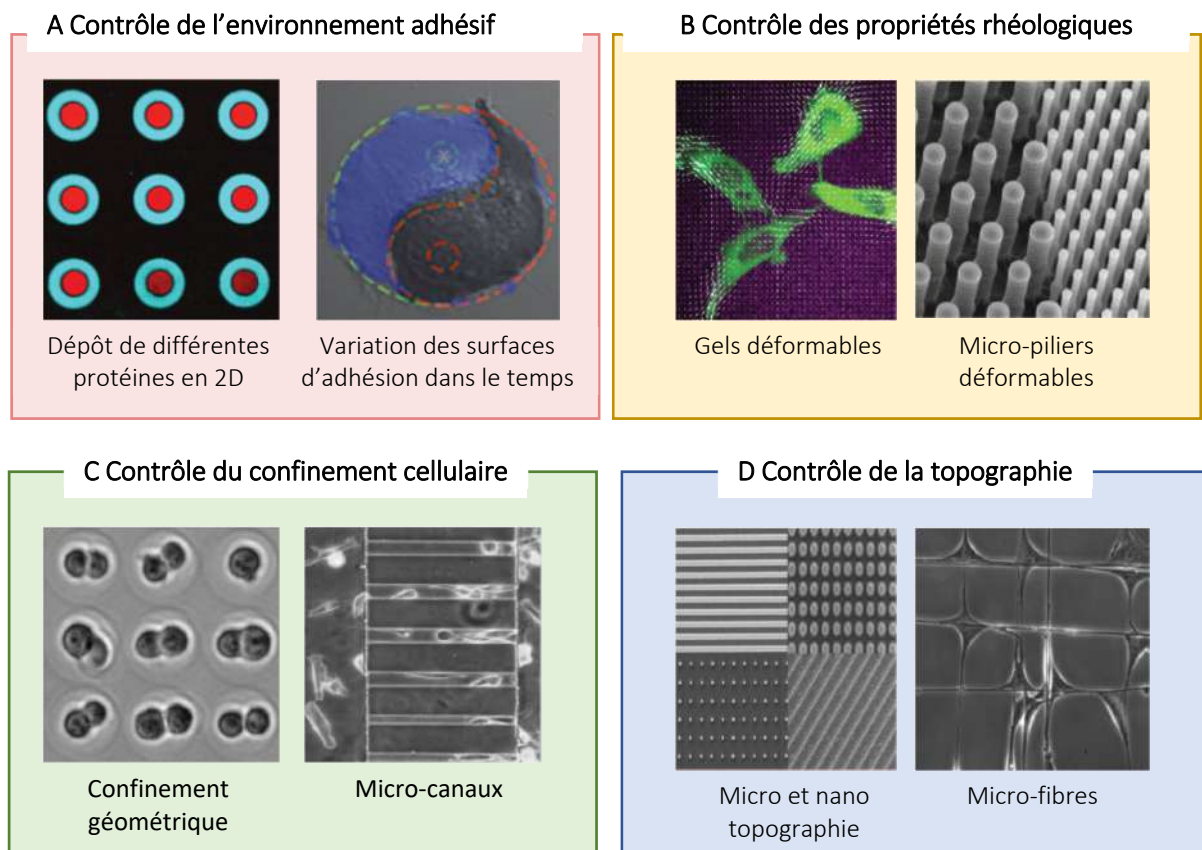 A Contrôle de l’environnement adhésif
Dépôt de différentes
protéines en 2D
Variation des surfaces
d’adhésion dans le temps
B Contrôle des propriétés rhéologiques
Gels déformables
Micro-piliers
déformables
C Contrôle du confinement cellulaire
Confinement
géométrique
Micro-canaux
D Contrôle de la topographie
Micro et nano
topographie
Micro-fibres